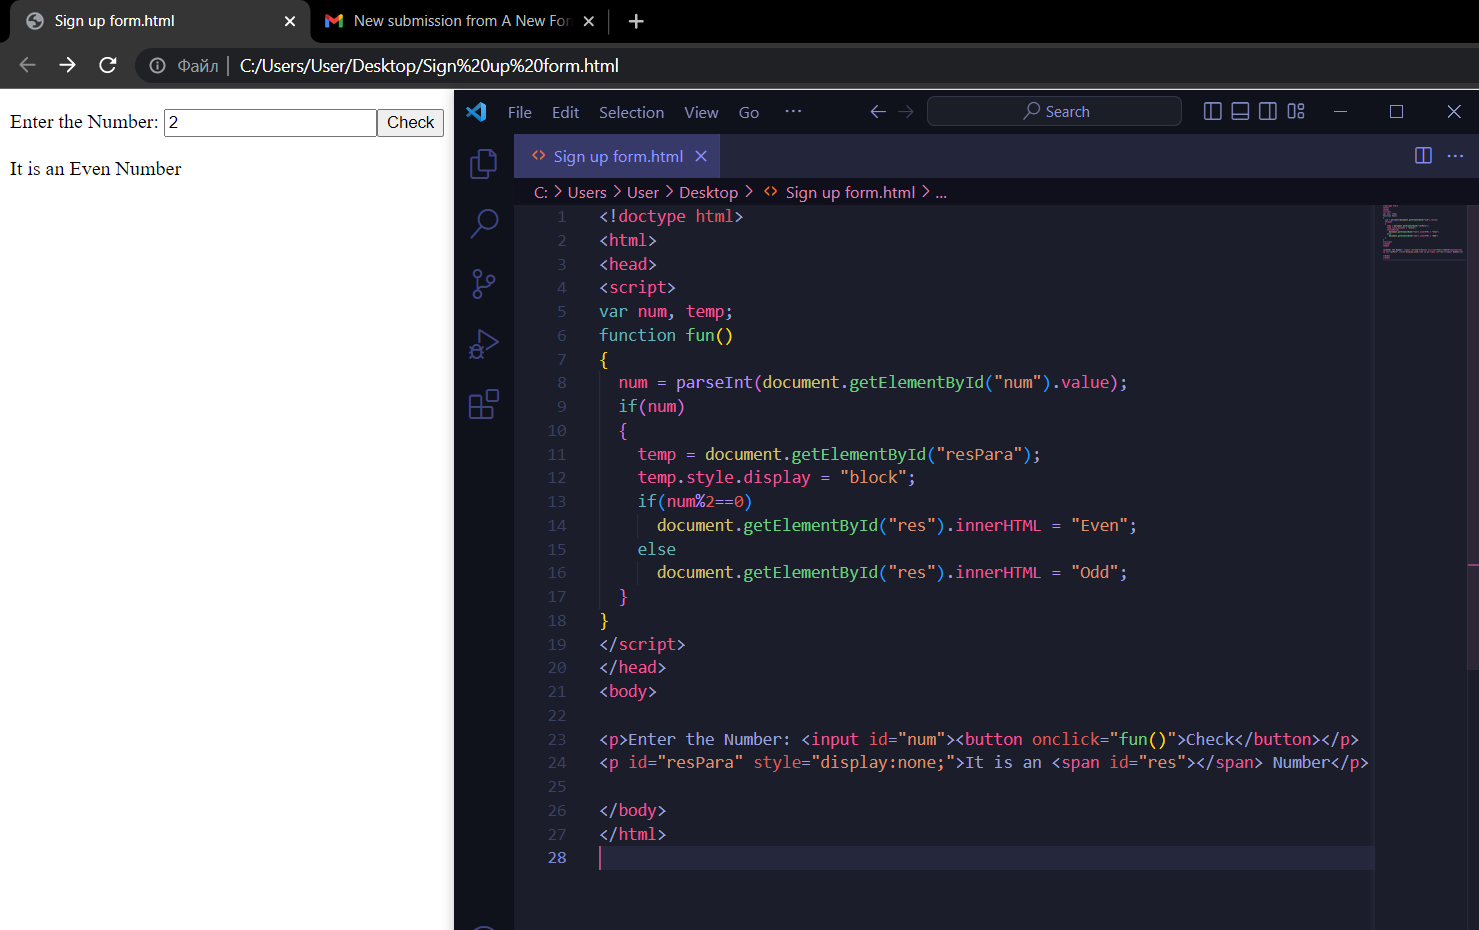 Sign up form.html
New submission from A New For
Файл C:/Users/User/Desktop/Sign%20up%20form.html
Enter the Number: 2 Check
It is an Even Number
File Edit Selection View Go ··· Search
Sign up form.html
C: > Users > User > Desktop > Sign up form.html > ...
1 <!doctype html>
2 <html>
3 <head>
4 <script>
5 var num, temp;
6 function fun()
7 {
8 num = parseInt(document.getElementById("num").value);
9 if(num)
10 {
11 temp = document.getElementById("resPara");
12 temp.style.display = "block";
13 if(num%2==0)
14 document.getElementById("res").innerHTML = "Even";
15 else
16 document.getElementById("res").innerHTML = "Odd";
17 }
18 }
19 </script>
20 </head>
21 <body>
22
23 <p>Enter the Number: <input id="num"><button onclick="fun()">Check</button></p>
24 <p id="resPara" style="display:none;">It is an <span id="res"></span> Number</p>
25
26 </body>
27 </html>
28